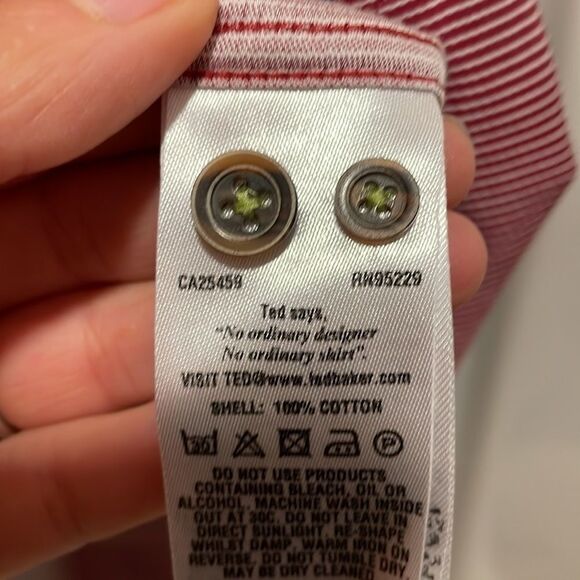 CA25459 RN95229
Ted says,
"No ordinary designer
No ordinary shirt".
VISIT TED@www.tedbaker.com
SHELL: 100% COTTON
30 P
DO NOT USE PRODUCTS
CONTAINING BLEACH, OIL OR
ALCOHOL, MACHINE WASH INSIDE
OUT AT 30C. DO NOT LEAVE IN
DIRECT SUNLIGHT, RE-SHAPE
WHILST DAMP, WARM IRON ON
REVERSE, DO NOT TUMBLE DRY,
MAY BE DRY CLEANED